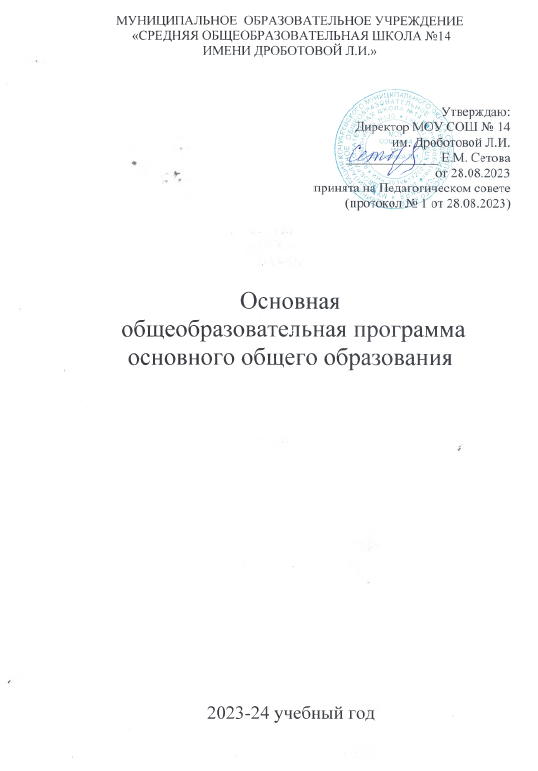 МУНИЦИПАЛЬНОЕ ОБРАЗОВАТЕЛЬНОЕ УЧРЕЖДЕНИЕ
«СРЕДНЯЯ ОБЩЕОБРАЗОВАТЕЛЬНАЯ ШКОЛА №14
ИМЕНИ ДРОБОТОВОЙ Л.И.»
Утверждаю:
Директор МОУ СОШ № 14
им. Дроботовой Л.И.
Е.М. Сетова
от 28.08.2023
принята на Педагогическом совете
(протокол № 1 от 28.08.2023)
Основная
общеобразовательная программа
основного общего образования
2023-24 учебный год